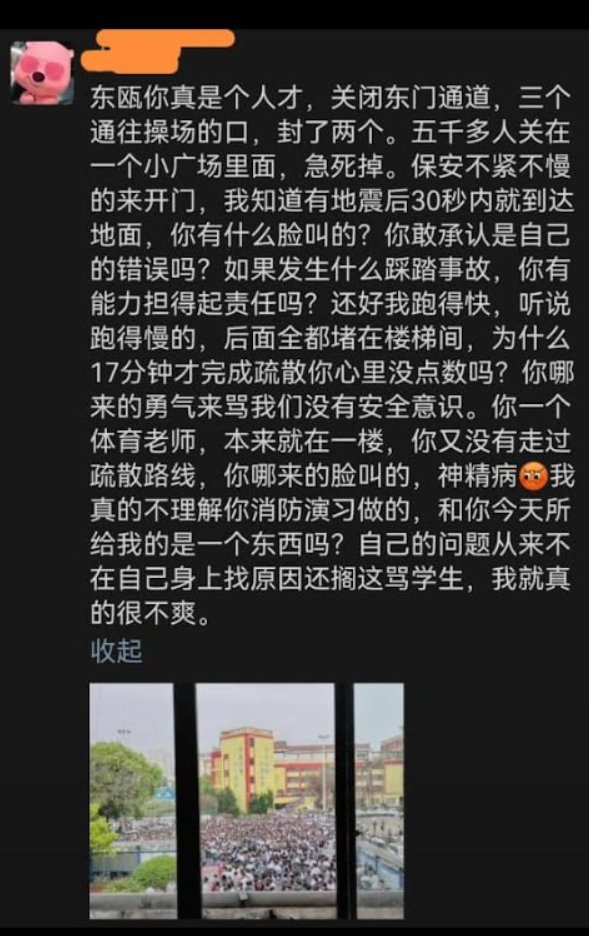 东瓯你真是个人才，关闭东门通道，三个
通往操场的口，封了两个。五千多人关在
一个小广场里面，急死掉。保安不紧不慢
的来开门，我知道有地震后30秒内就到达
地面，你有什么脸叫的？你敢承认是自己
的错误吗？如果发生什么踩踏事故，你有
能力担得起责任吗？还好我跑得快，听说
跑得慢的，后面全都堵在楼梯间，为什么
17分钟才完成疏散你心里没点数吗？你哪
来的勇气来骂我们没有安全意识。你一个
体育老师，本来就在一楼，你又没有走过
疏散路线，你哪来的脸叫的，神精病😡我
真的不理解你消防演习做的，和你今天所
给我的是一个东西吗？自己的问题从来不
在自己身上找原因还搁这骂学生，我就真
的很不爽。
收起